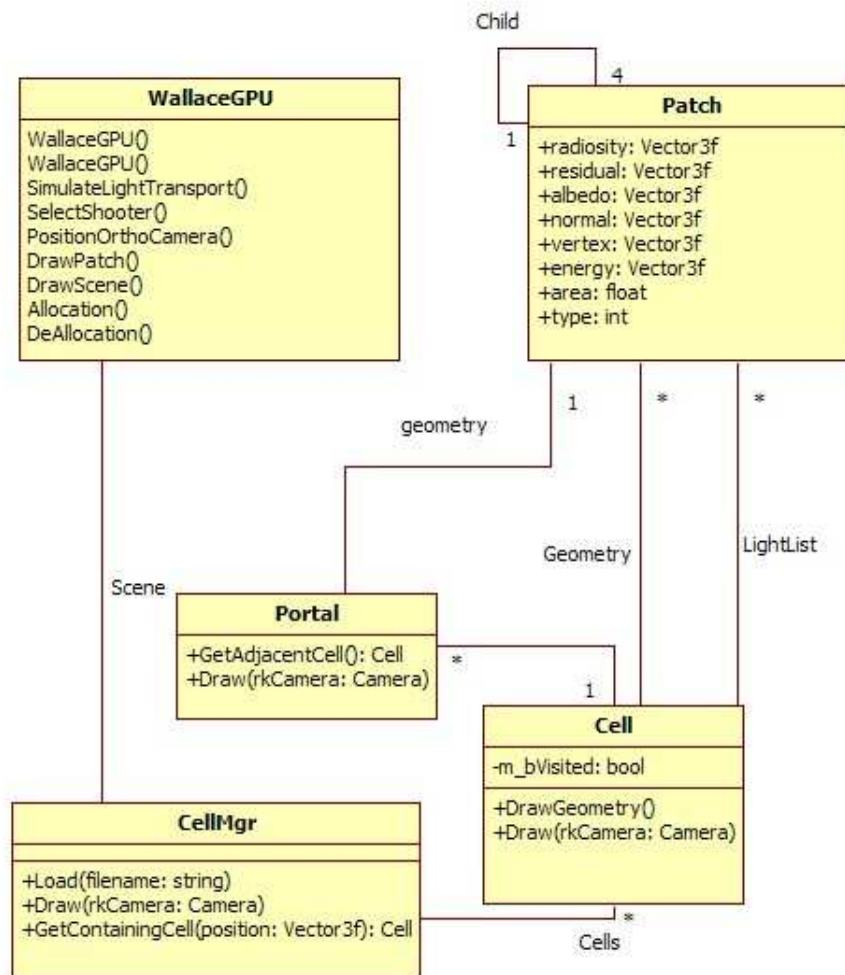 Child
4
1
WallaceGPU
WallaceGPU()
WallaceGPU()
SimulateLightTransport()
SelectShooter()
PositionOrthoCamera()
DrawPatch()
DrawScene()
Allocation()
DeAllocation()
Patch
+radiosity: Vector3f
+residual: Vector3f
+albedo: Vector3f
+normal: Vector3f
+vertex: Vector3f
+energy: Vector3f
+area: float
+type: int
1
*
*
geometry
Geometry
LightList
Scene
Portal
+GetAdjacentCell(): Cell
+Draw(rkCamera: Camera)
*
1
Cell
-m_bVisited: bool
+DrawGeometry()
+Draw(rkCamera: Camera)
CellMgr
+Load(filename: string)
+Draw(rkCamera: Camera)
+GetContainingCell(position: Vector3f): Cell
*
Cells